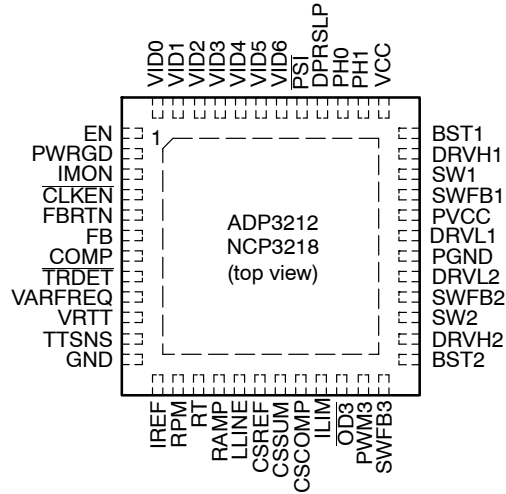 VID0
VID1
VID2
VID3
VID4
VID5
VID6
PSI
DPRSLP
PH0
PH1
VCC
EN
PWRGD
IMON
CLKEN
FBRTN
FB
COMP
TRDET
VARFREQ
VRTT
TTSNS
GND
1
ADP3212
NCP3218
(top view)
BST1
DRVH1
SW1
SWFB1
PVCC
DRVL1
PGND
DRVL2
SWFB2
SW2
DRVH2
BST2
IREF
RPM
RT
RAMP
LLINE
CSREF
CSSUM
CSCOMP
ILIM
OD3
PWM3
SWFB3